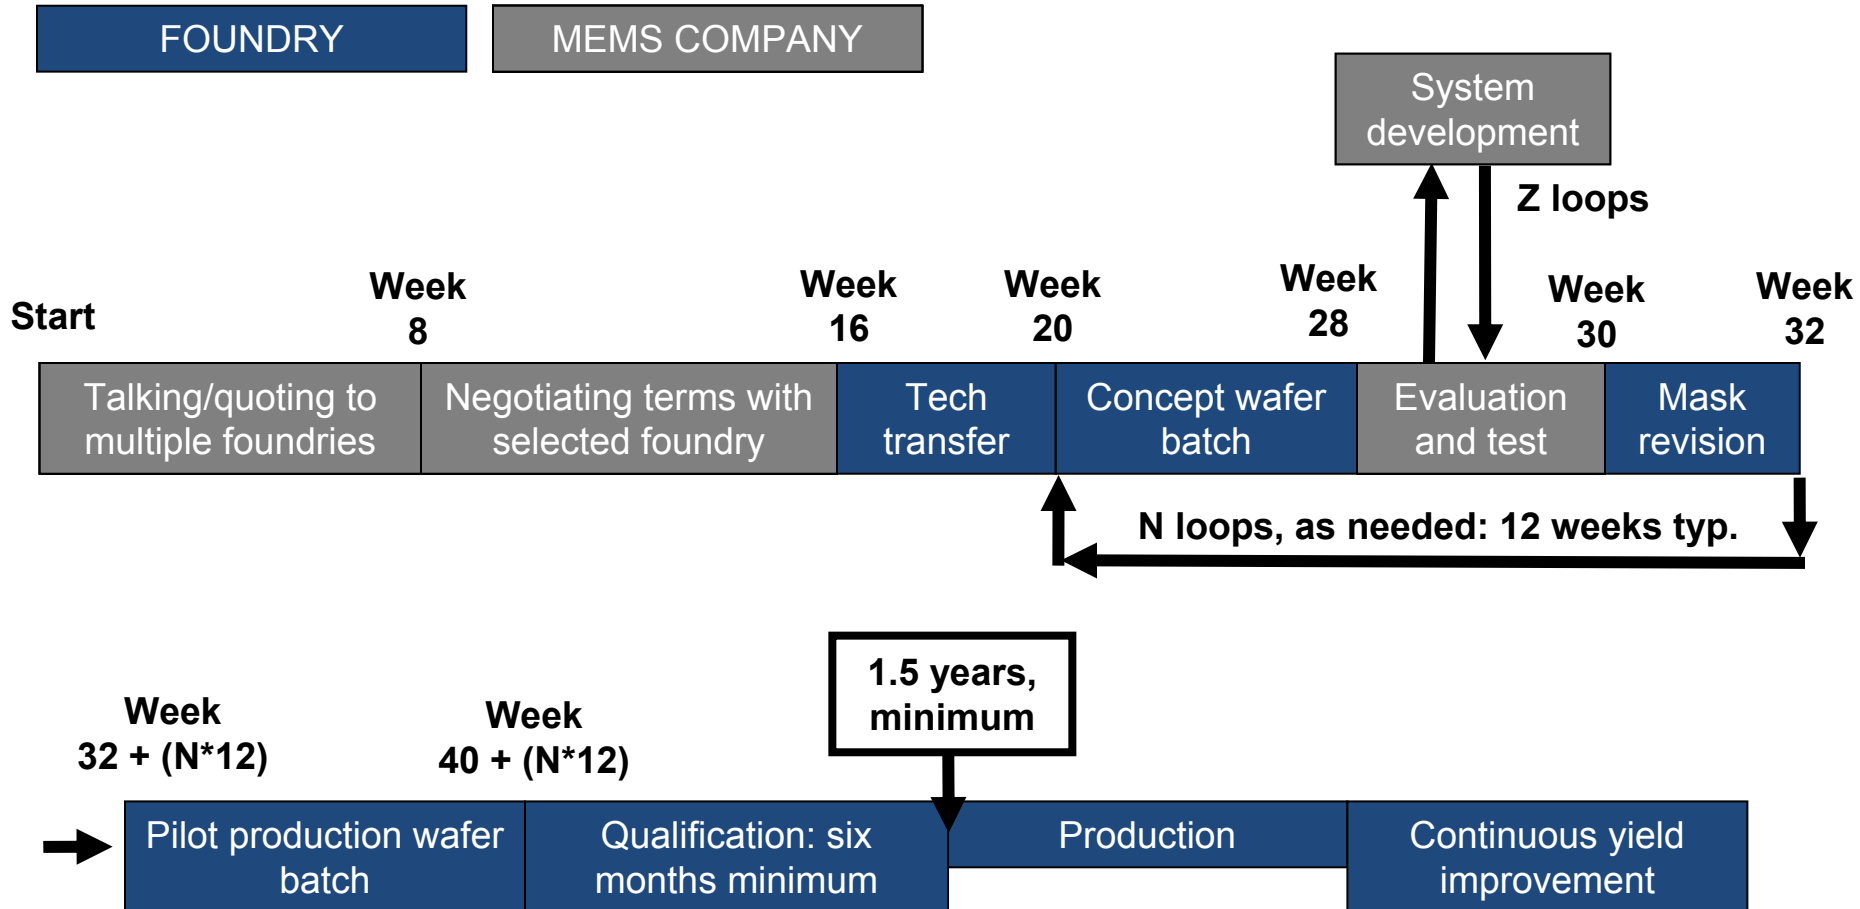 FOUNDRY
MEMS COMPANY
System
development
Z loops
Start
Week
8
Week
16
Week
20
Week
28
Week
30
Week
32
Talking/quoting to
multiple foundries
Negotiating terms with
selected foundry
Tech
transfer
Concept wafer
batch
Evaluation
and test
Mask
revision
N loops, as needed: 12 weeks typ.
1.5 years,
minimum
Week
32 + (N*12)
Week
40 + (N*12)
Pilot production wafer
batch
Qualification: six
months minimum
Production
Continuous yield
improvement